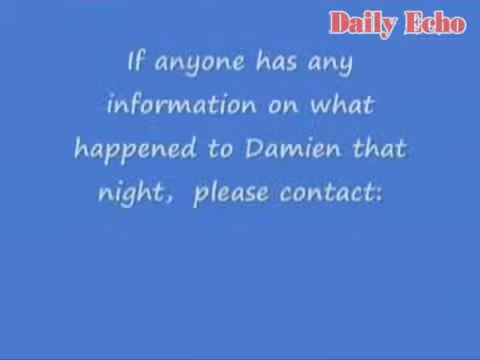 Daily Echo
If anyone has any
information on what
happened to Damien that
night, please contact: